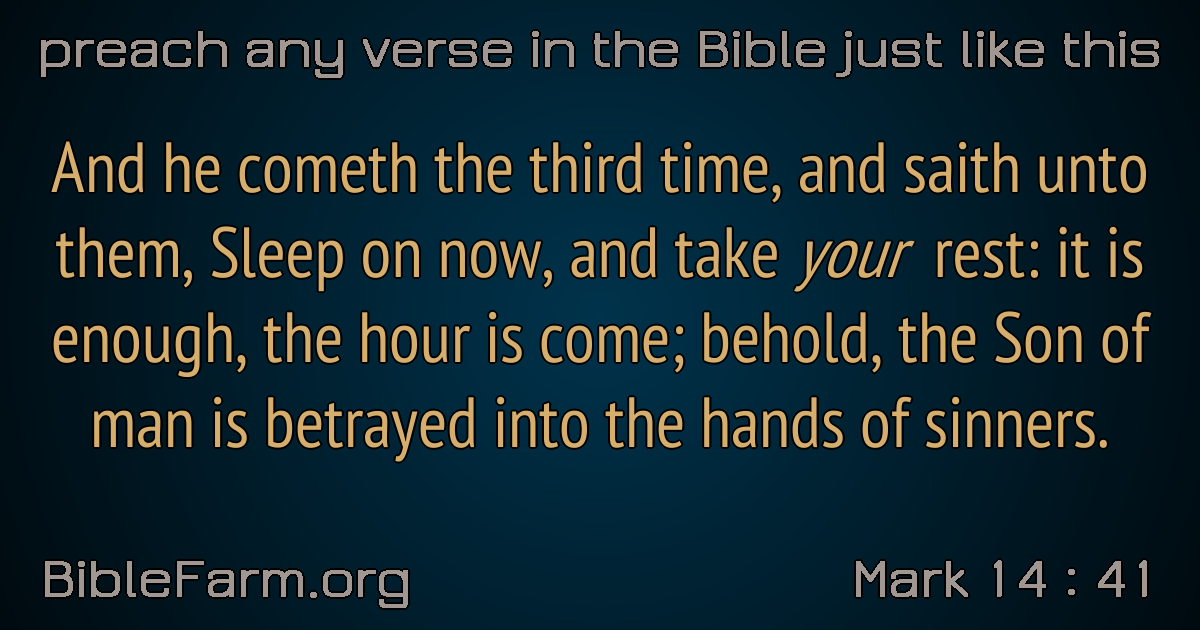 preach any verse in the Bible just like this
And he cometh the third time, and saith unto
them, Sleep on now, and take your rest: it is
enough, the hour is come; behold, the Son of
man is betrayed into the hands of sinners.
BibleFarm.org
Mark 14 : 41